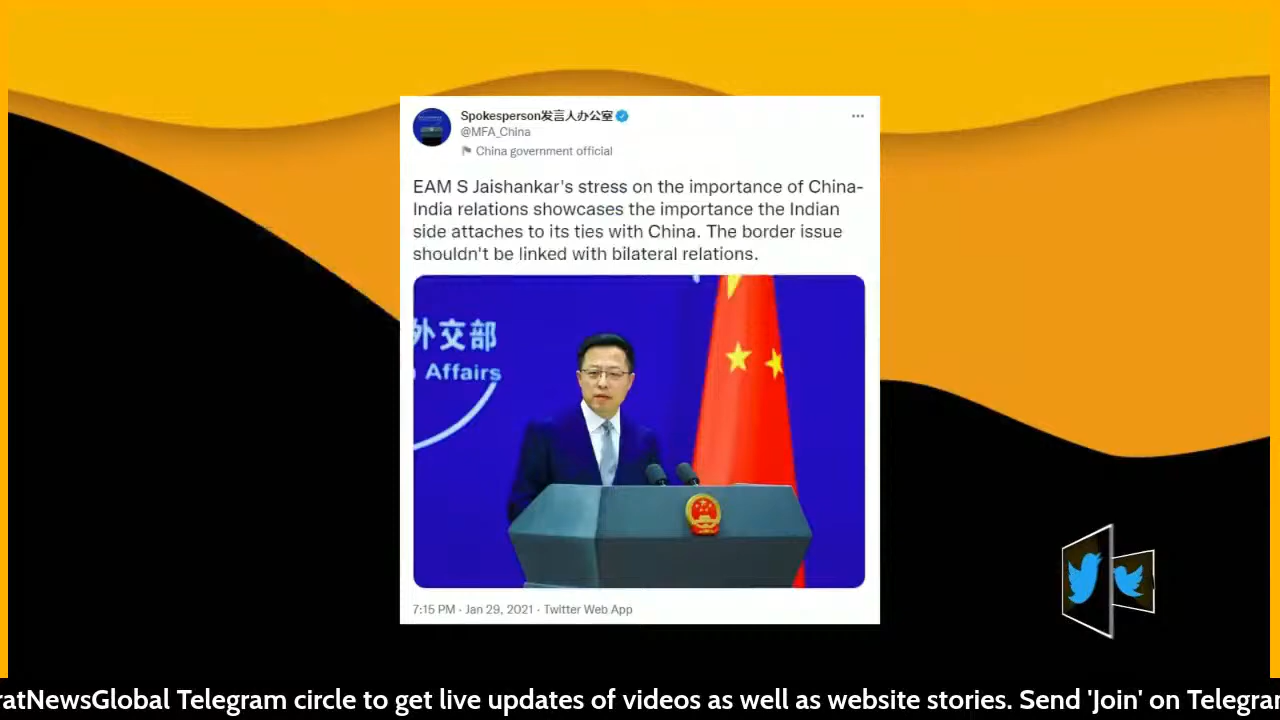 Spokesperson发言人办公室
@MFA_China
China government official
EAM S Jaishankar's stress on the importance of China-
India relations showcases the importance the Indian
side attaches to its ties with China. The border issue
shouldn't be linked with bilateral relations.
外交部
Affairs
7:15 PM · Jan 29, 2021 · Twitter Web App
ratNewsGlobal Telegram circle to get live updates of videos as well as website stories. Send 'Join' on Telegra